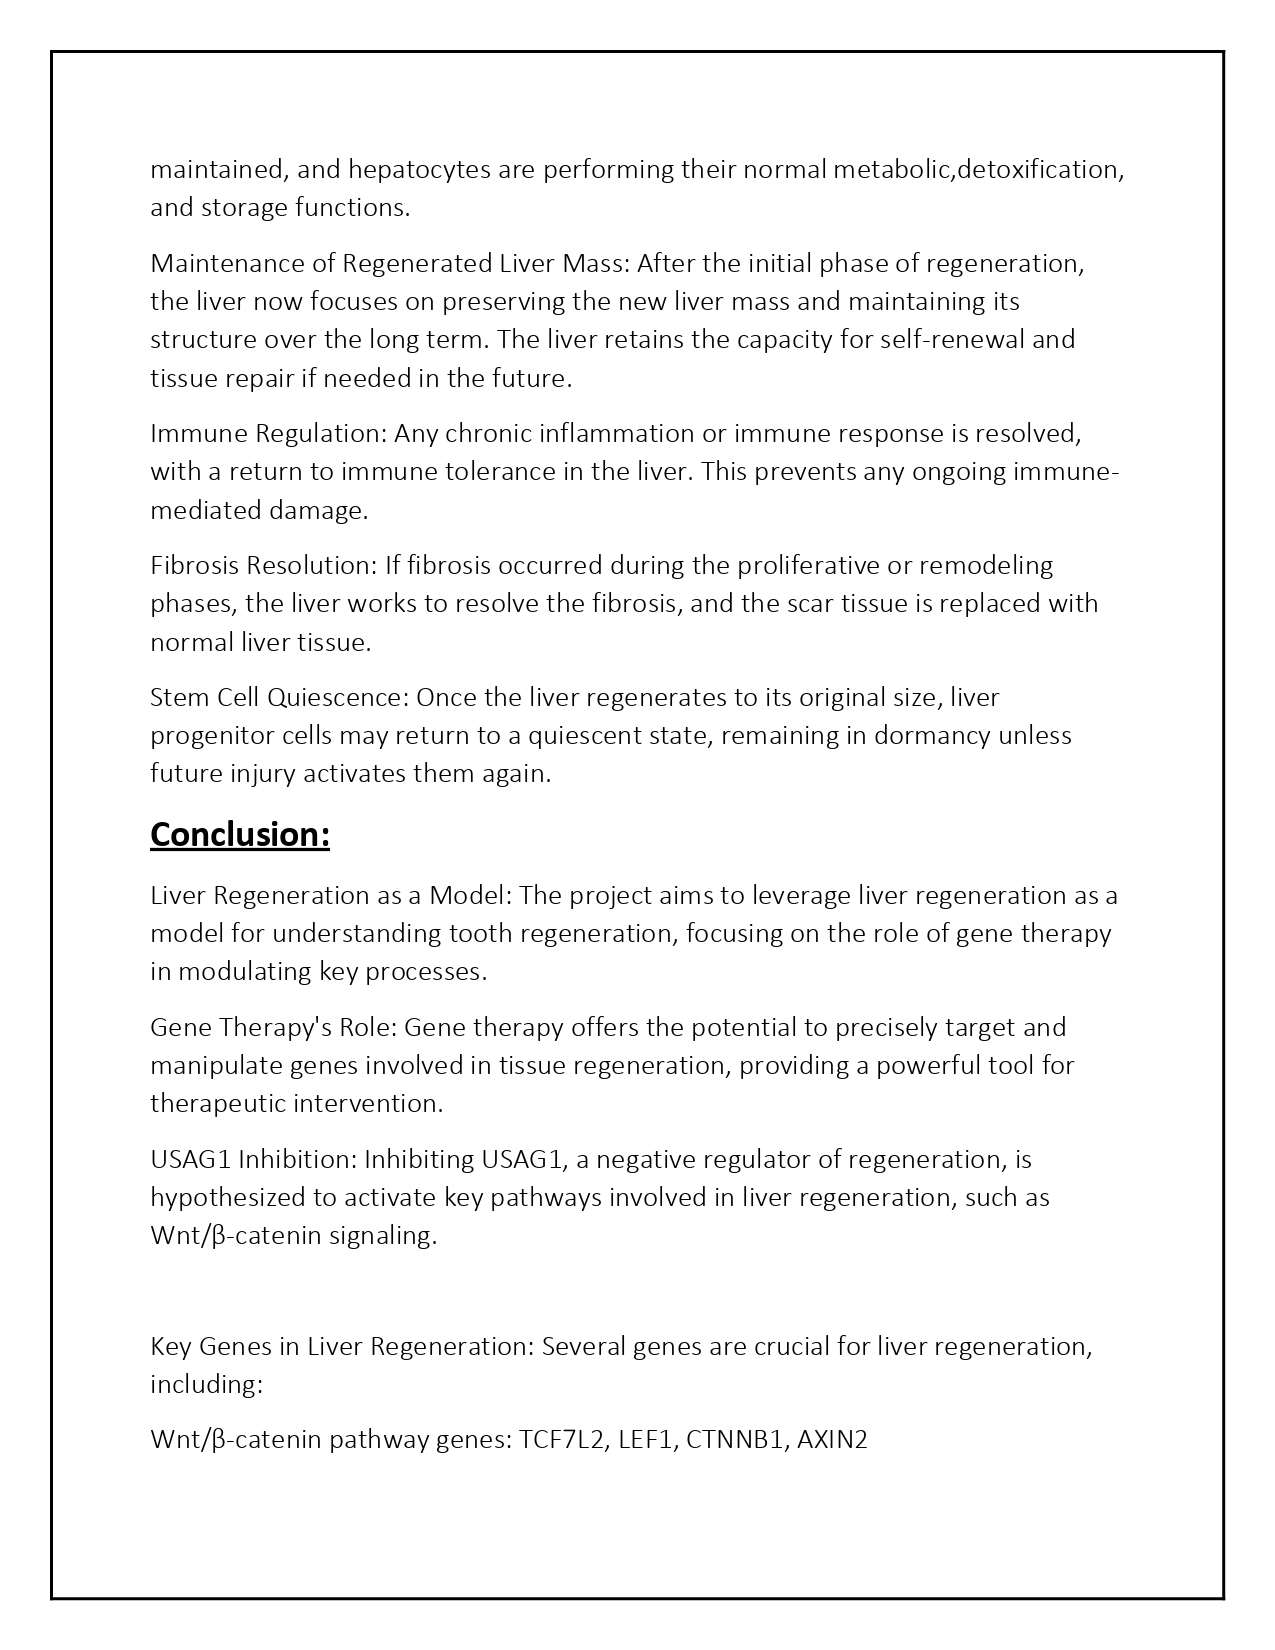 maintained, and hepatocytes are performing their normal metabolic,detoxification,
and storage functions.
Maintenance of Regenerated Liver Mass: After the initial phase of regeneration,
the liver now focuses on preserving the new liver mass and maintaining its
structure over the long term. The liver retains the capacity for self-renewal and
tissue repair if needed in the future.
Immune Regulation: Any chronic inflammation or immune response is resolved,
with a return to immune tolerance in the liver. This prevents any ongoing immune-
mediated damage.
Fibrosis Resolution: If fibrosis occurred during the proliferative or remodeling
phases, the liver works to resolve the fibrosis, and the scar tissue is replaced with
normal liver tissue.
Stem Cell Quiescence: Once the liver regenerates to its original size, liver
progenitor cells may return to a quiescent state, remaining in dormancy unless
future injury activates them again.
Conclusion:
Liver Regeneration as a Model: The project aims to leverage liver regeneration as a
model for understanding tooth regeneration, focusing on the role of gene therapy
in modulating key processes.
Gene Therapy's Role: Gene therapy offers the potential to precisely target and
manipulate genes involved in tissue regeneration, providing a powerful tool for
therapeutic intervention.
USAG1 Inhibition: Inhibiting USAG1, a negative regulator of regeneration, is
hypothesized to activate key pathways involved in liver regeneration, such as
Wnt/β-catenin signaling.
Key Genes in Liver Regeneration: Several genes are crucial for liver regeneration,
including:
Wnt/β-catenin pathway genes: TCF7L2, LEF1, CTNNB1, AXIN2